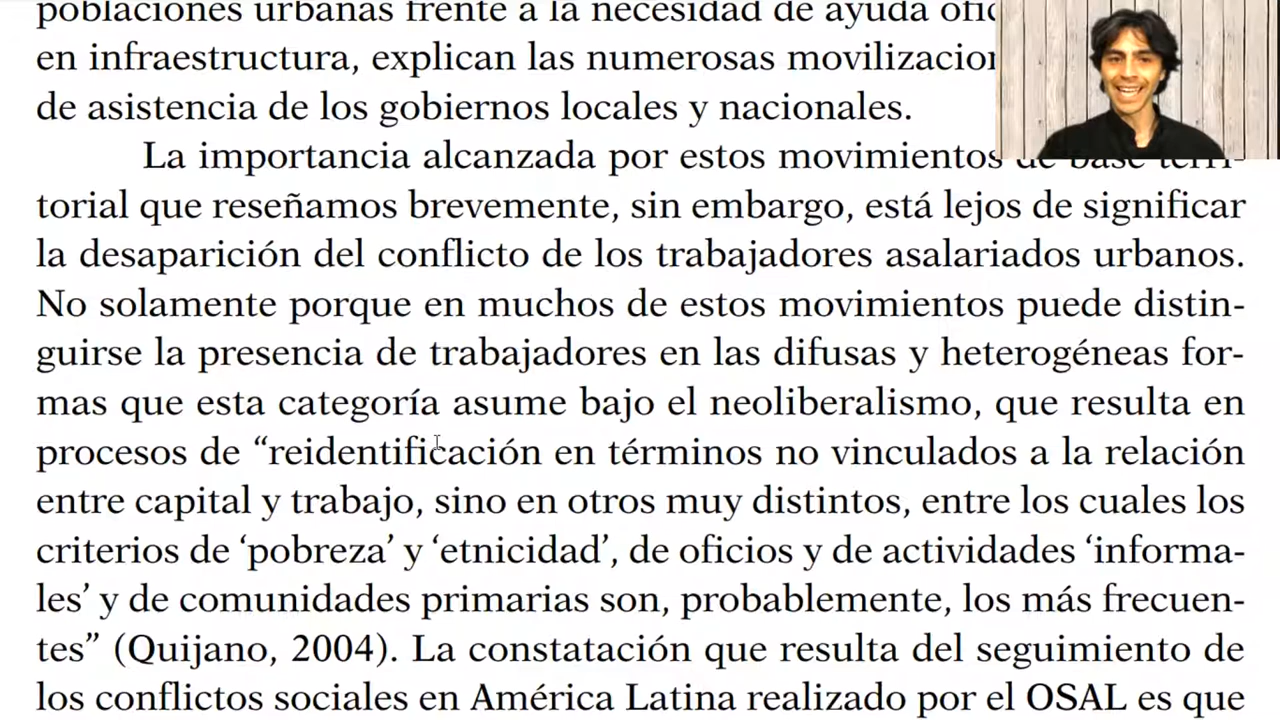 poblaciones urbanas frente a la necesidad de ayuda
en infraestructura, explican las numerosas
de asistencia de los gobiernos locales y nacionales.
La importancia alcanzada por estos movimientos de base terri-
torial que reseñamos brevemente, sin embargo, está lejos de significar
la desaparición del conflicto de los trabajadores asalariados urbanos.
No solamente porque en muchos de estos movimientos puede distin-
guirse la presencia de trabajadores en las difusas y heterogéneas for-
mas que esta categoría asume bajo el neoliberalismo, que resulta en
procesos de “reidentificación en términos no vinculados a la relación
entre capital y trabajo, sino en otros muy distintos, entre los cuales los
criterios de ‘pobreza’ y ‘etnicidad’, de oficios y de actividades ‘informa-
les’ y de comunidades primarias son, probablemente, los más frecuen-
tes” (Quijano, 2004). La constatación que resulta del seguimiento de
los conflictos sociales en América Latina realizado por el OSAL es que